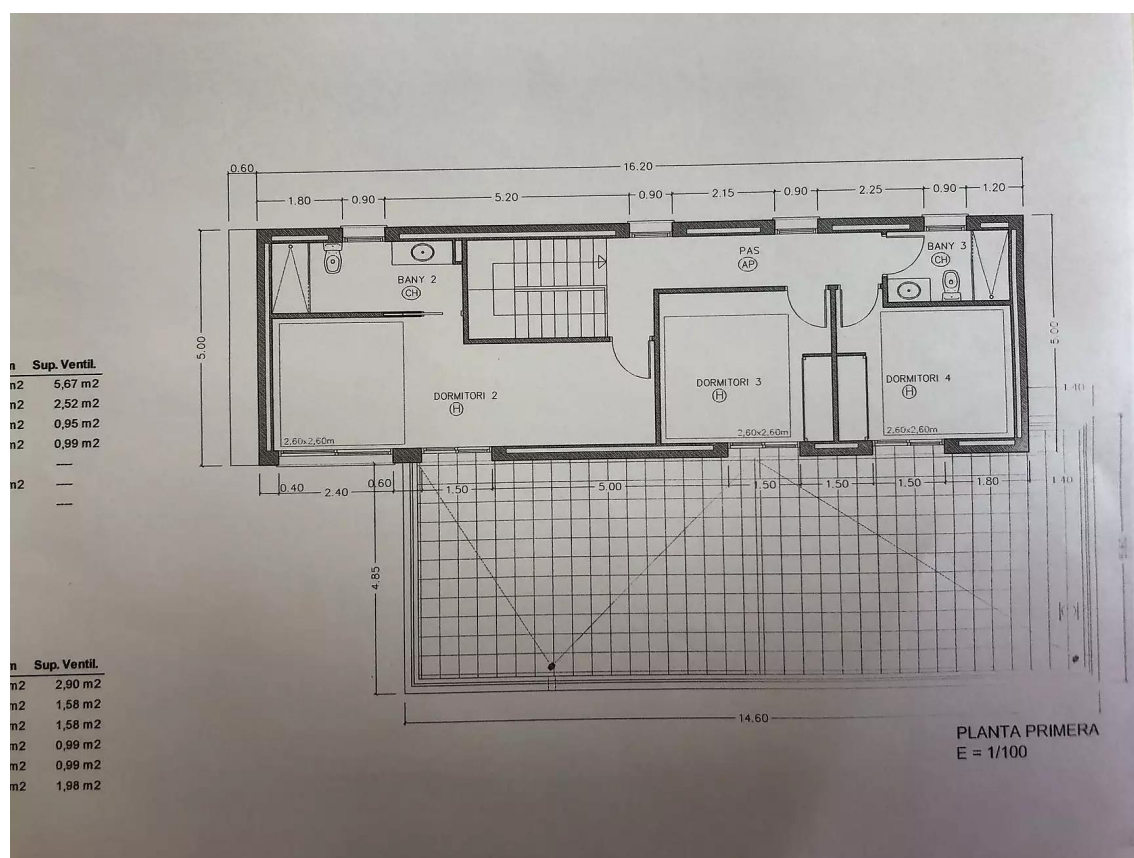 0.60
16.20
1.80
0.90
5.20
0.90
2.15
0.90
2.25
0.90
1.20
BANY 2
CH
PAS
AP
BANY 3
CH
5.00
5.00
DORMITORI 2
H
DORMITORI 3
H
DORMITORI 4
H
2,60x2,60m
2,60x2,60m
2,60x2,60m
1.40
0.40
2.40
0.60
1.50
5.00
1.50
1.50
1.50
1.80
1.40
4.85
14.60
n Sup. Ventil.
n2 5,67 m2
n2 2,52 m2
n2 0,95 m2
n2 0,99 m2
—
n2 —
—
n Sup. Ventil.
m2 2,90 m2
m2 1,58 m2
m2 1,58 m2
m2 0,99 m2
m2 0,99 m2
m2 1,98 m2
PLANTA PRIMERA
E = 1/100